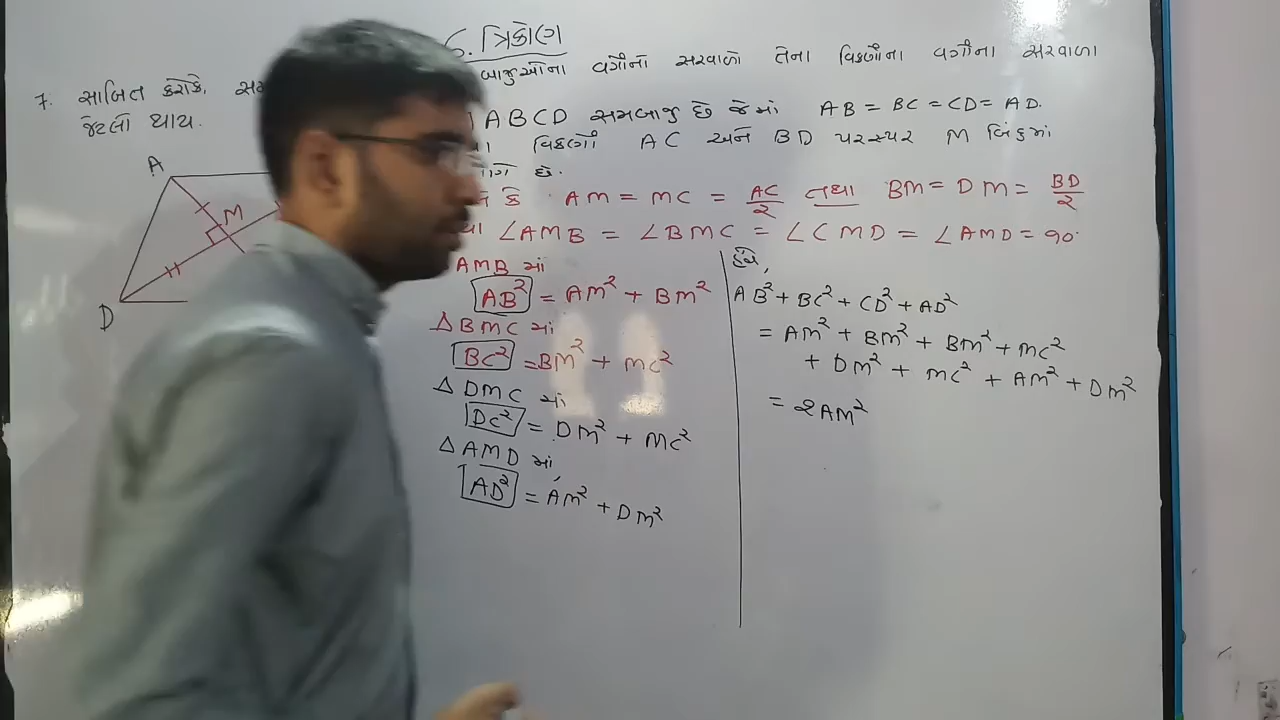 6. ત્રિકોણ
7. સાબિત કરોકે, બાજુઓના વર્ગોનો સરવાળો તેના વિકર્ણોના વર્ગોના સરવાળા
જેટલો થાય.
ABCD સમબાજુ છે જેમાં AB = BC = CD = AD.
વિકર્ણો AC અને BD પરસ્પર M બિંદુમાં
છે.
કે AM = MC = AC/2 તથા BM = DM = BD/2
∠AMB = ∠BMC = ∠CMD = ∠AMD = 90°
A
M
D
AMB માં
AB² = AM² + BM²
Δ BMC માં
BC² = BM² + MC²
Δ DMC માં
DC² = DM² + MC²
Δ AMD માં,
AD² = AM² + DM²
હવે,
AB² + BC² + CD² + AD²
= AM² + BM² + BM² + MC²
+ DM² + MC² + AM² + DM²
= 2AM²